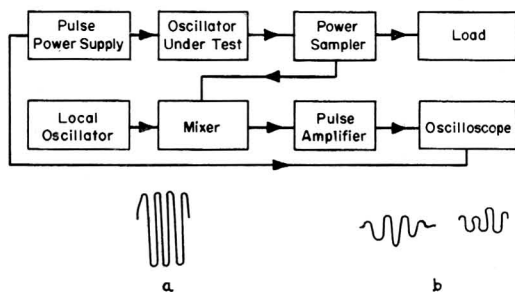 Pulse
Power Supply
Oscillator
Under Test
Power
Sampler
Load
Local
Oscillator
Mixer
Pulse
Amplifier
Oscilloscope
a
b